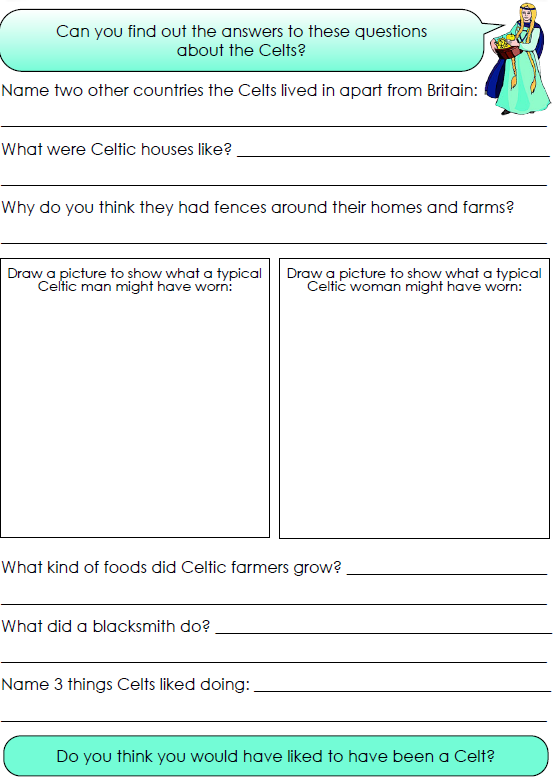 Can you find out the answers to these questions
about the Celts?
Name two other countries the Celts lived in apart from Britain:
What were Celtic houses like?
Why do you think they had fences around their homes and farms?
Draw a picture to show what a typical
Celtic man might have worn:
Draw a picture to show what a typical
Celtic woman might have worn:
What kind of foods did Celtic farmers grow?
What did a blacksmith do?
Name 3 things Celts liked doing:
Do you think you would have liked to have been a Celt?